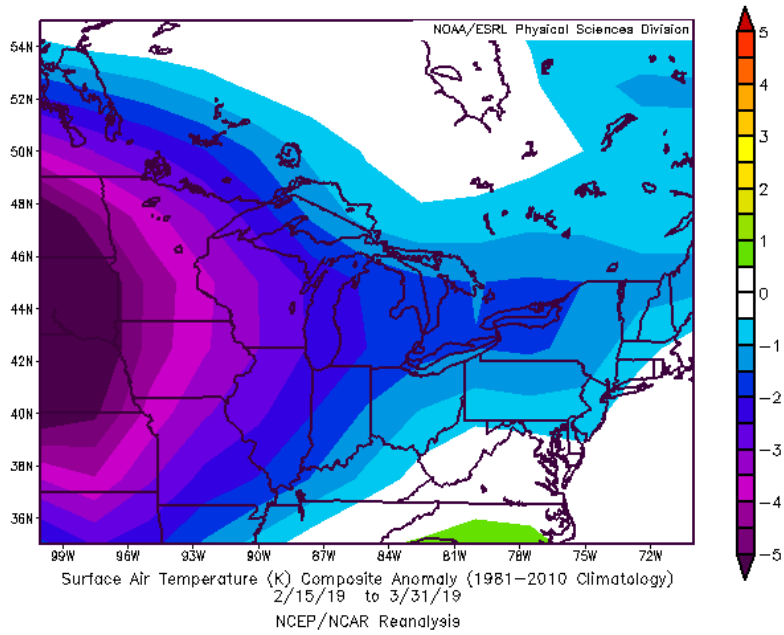 NOAA/ESRL Physical Sciences Division
54N
52N
50N
48N
46N
44N
42N
40N
38N
36N
99W 96W 93W 90W 87W 84W 81W 78W 75W 72W
5
4
3
2
1
0
-1
-2
-3
-4
-5
Surface Air Temperature (K) Composite Anomaly (1981-2010 Climatology)
2/15/19 to 3/31/19
NCEP/NCAR Reanalysis